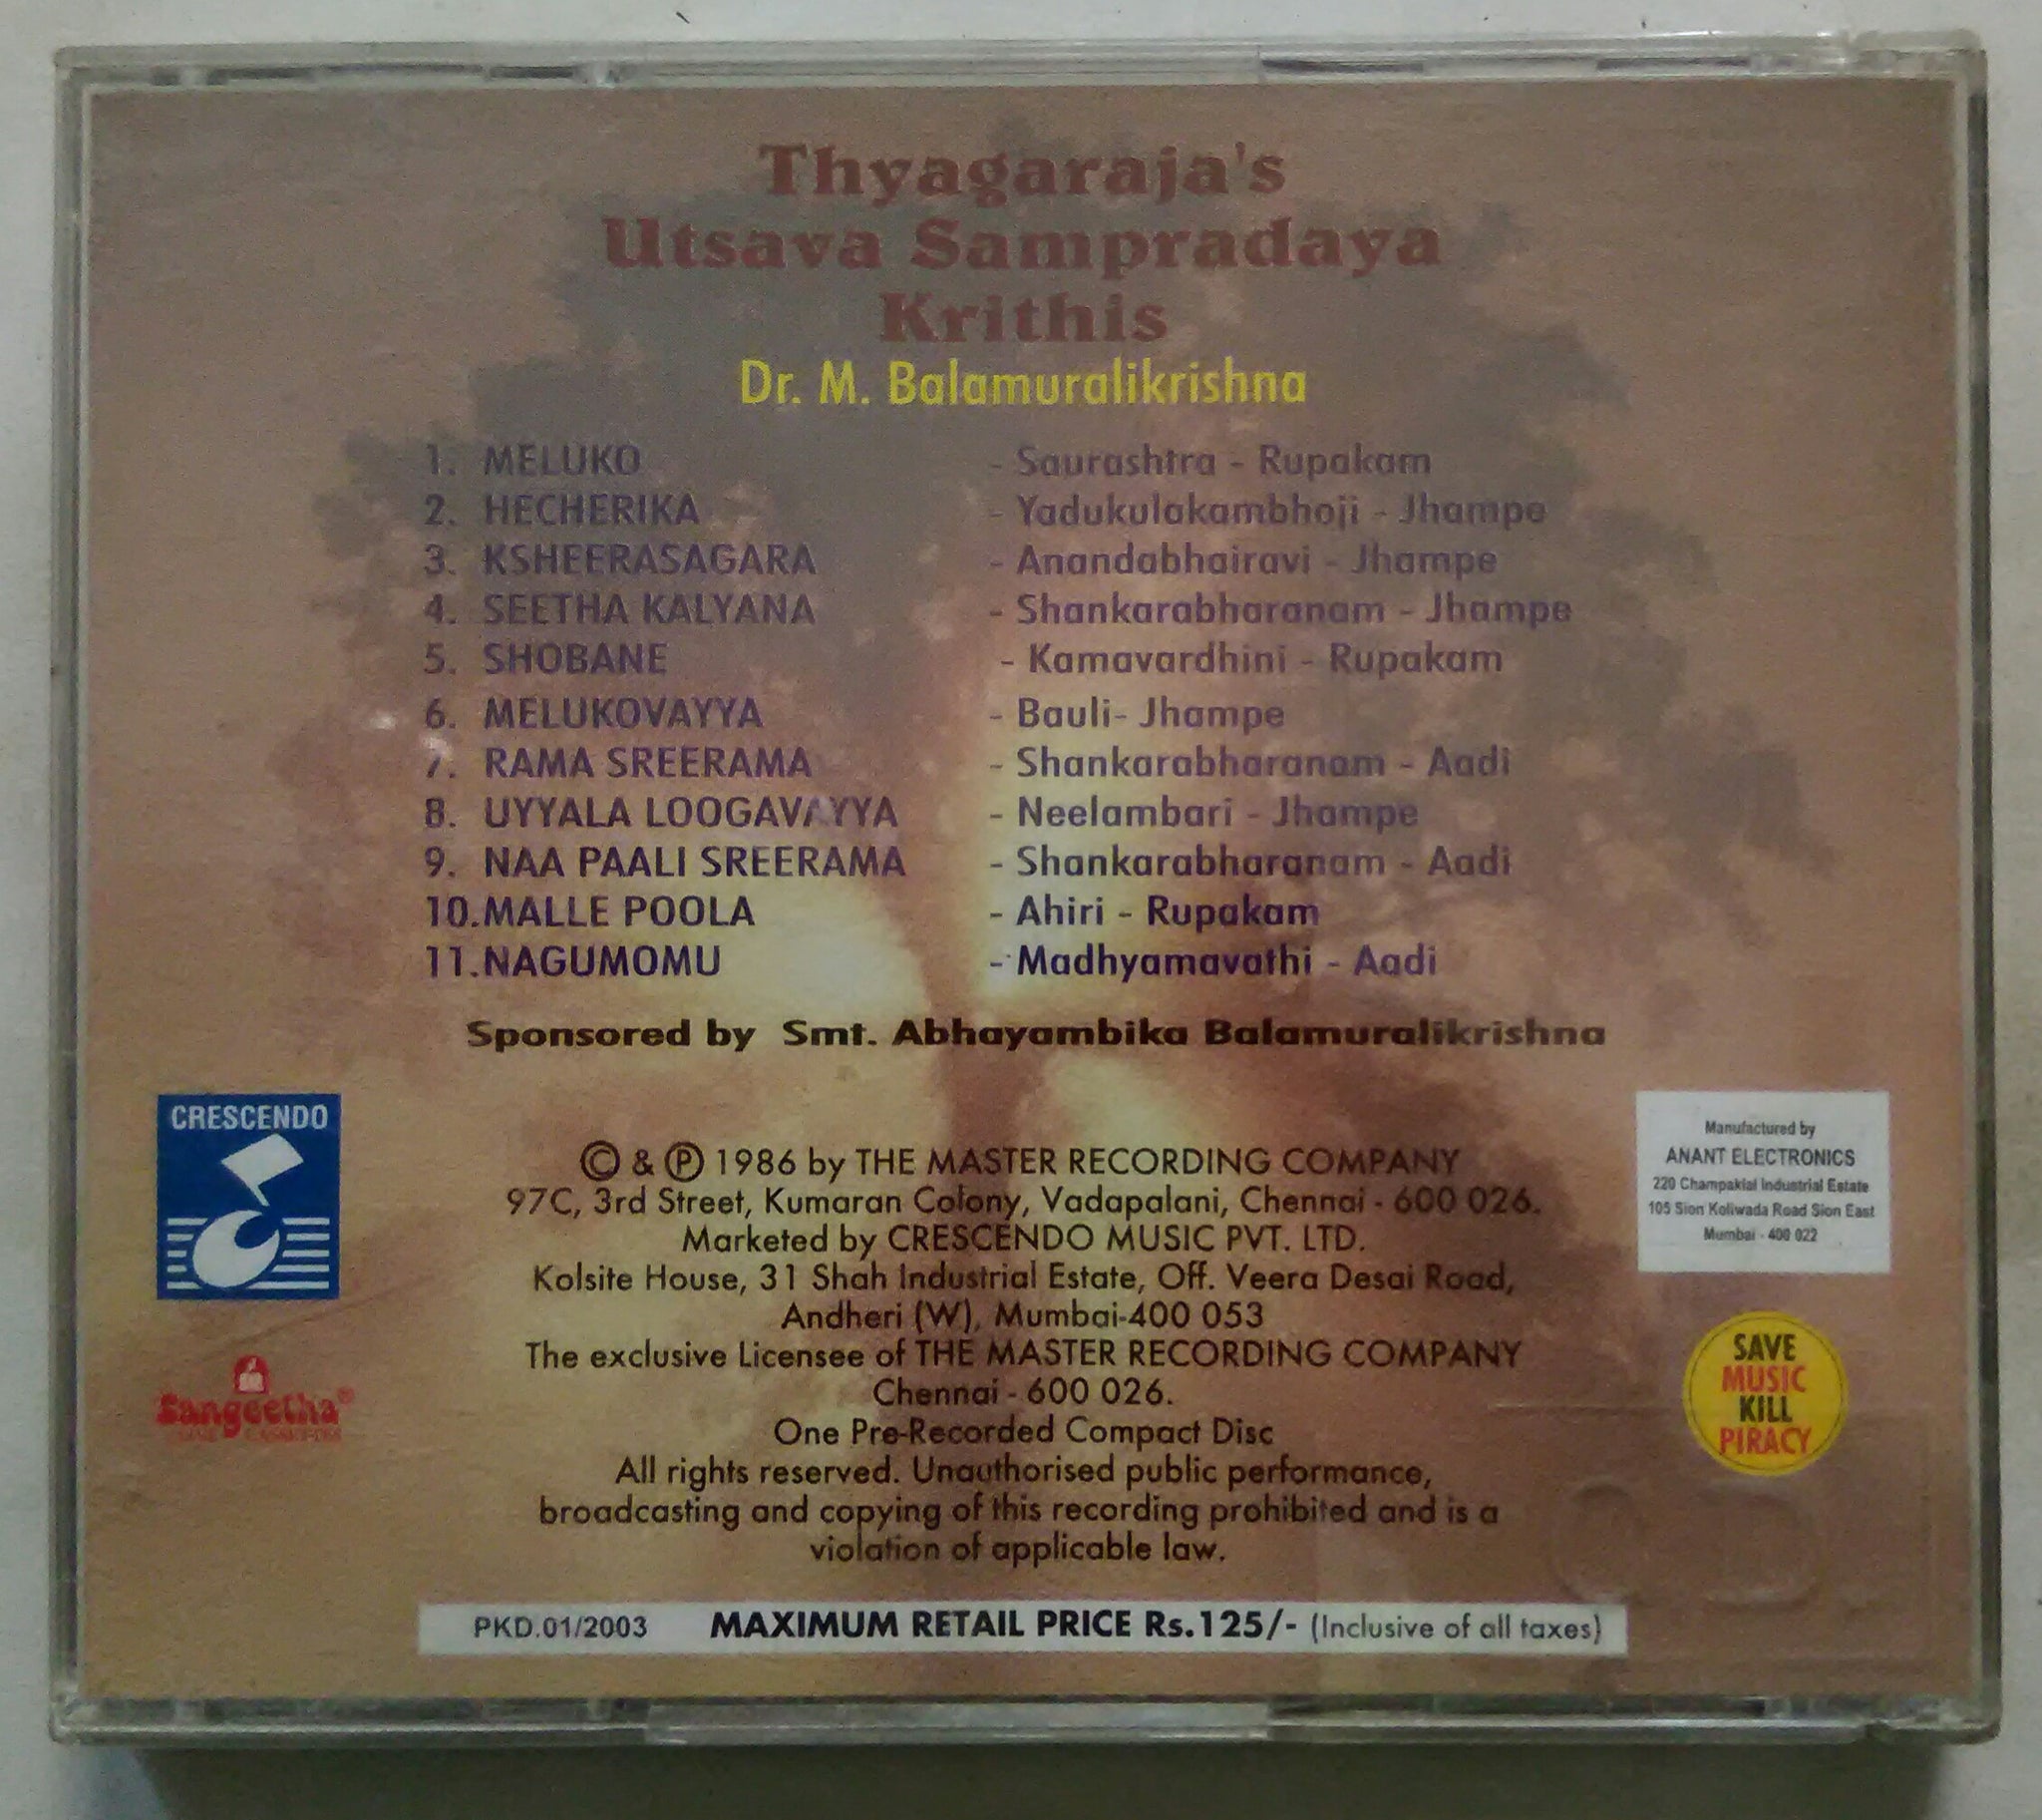 Thyagaraja's
Utsava Sampradaya
Krithis
Dr. M. Balamuralikrishna
1. MELUKO - Saurashtra - Rupakam
2. HECHERIKA - Yadukulakambhoji - Jhampe
3. KSHEERASAGARA - Anandabhairavi - Jhampe
4. SEETHA KALYANA - Shankarabharanam - Jhampe
5. SHOBANE - Kamavardhini - Rupakam
6. MELUKOVAYYA - Bauli- Jhampe
7. RAMA SREERAMA - Shankarabharanam - Aadi
8. UYYALA LOOGAVAYYA - Neelambari - Jhampe
9. NAA PAALI SREERAMA - Shankarabharanam - Aadi
10. MALLE POOLA - Ahiri - Rupakam
11. NAGUMOMU - Madhyamavathi - Aadi
Sponsored by Smt. Abhayambika Balamuralikrishna
CRESCENDO
Sangeetha®
© & ℗ 1986 by THE MASTER RECORDING COMPANY
97C, 3rd Street, Kumaran Colony, Vadapalani, Chennai - 600 026.
Marketed by CRESCENDO MUSIC PVT. LTD.
Kolsite House, 31 Shah Industrial Estate, Off. Veera Desai Road,
Andheri (W), Mumbai-400 053
The exclusive Licensee of THE MASTER RECORDING COMPANY
Chennai - 600 026.
One Pre-Recorded Compact Disc
All rights reserved. Unauthorised public performance,
broadcasting and copying of this recording prohibited and is a
violation of applicable law.
Manufactured by
ANANT ELECTRONICS
220 Champaklal Industrial Estate
105 Sion Koliwada Road Sion East
Mumbai - 400 022
SAVE
MUSIC
KILL
PIRACY
PKD.01/2003 MAXIMUM RETAIL PRICE Rs.125/- (Inclusive of all taxes)